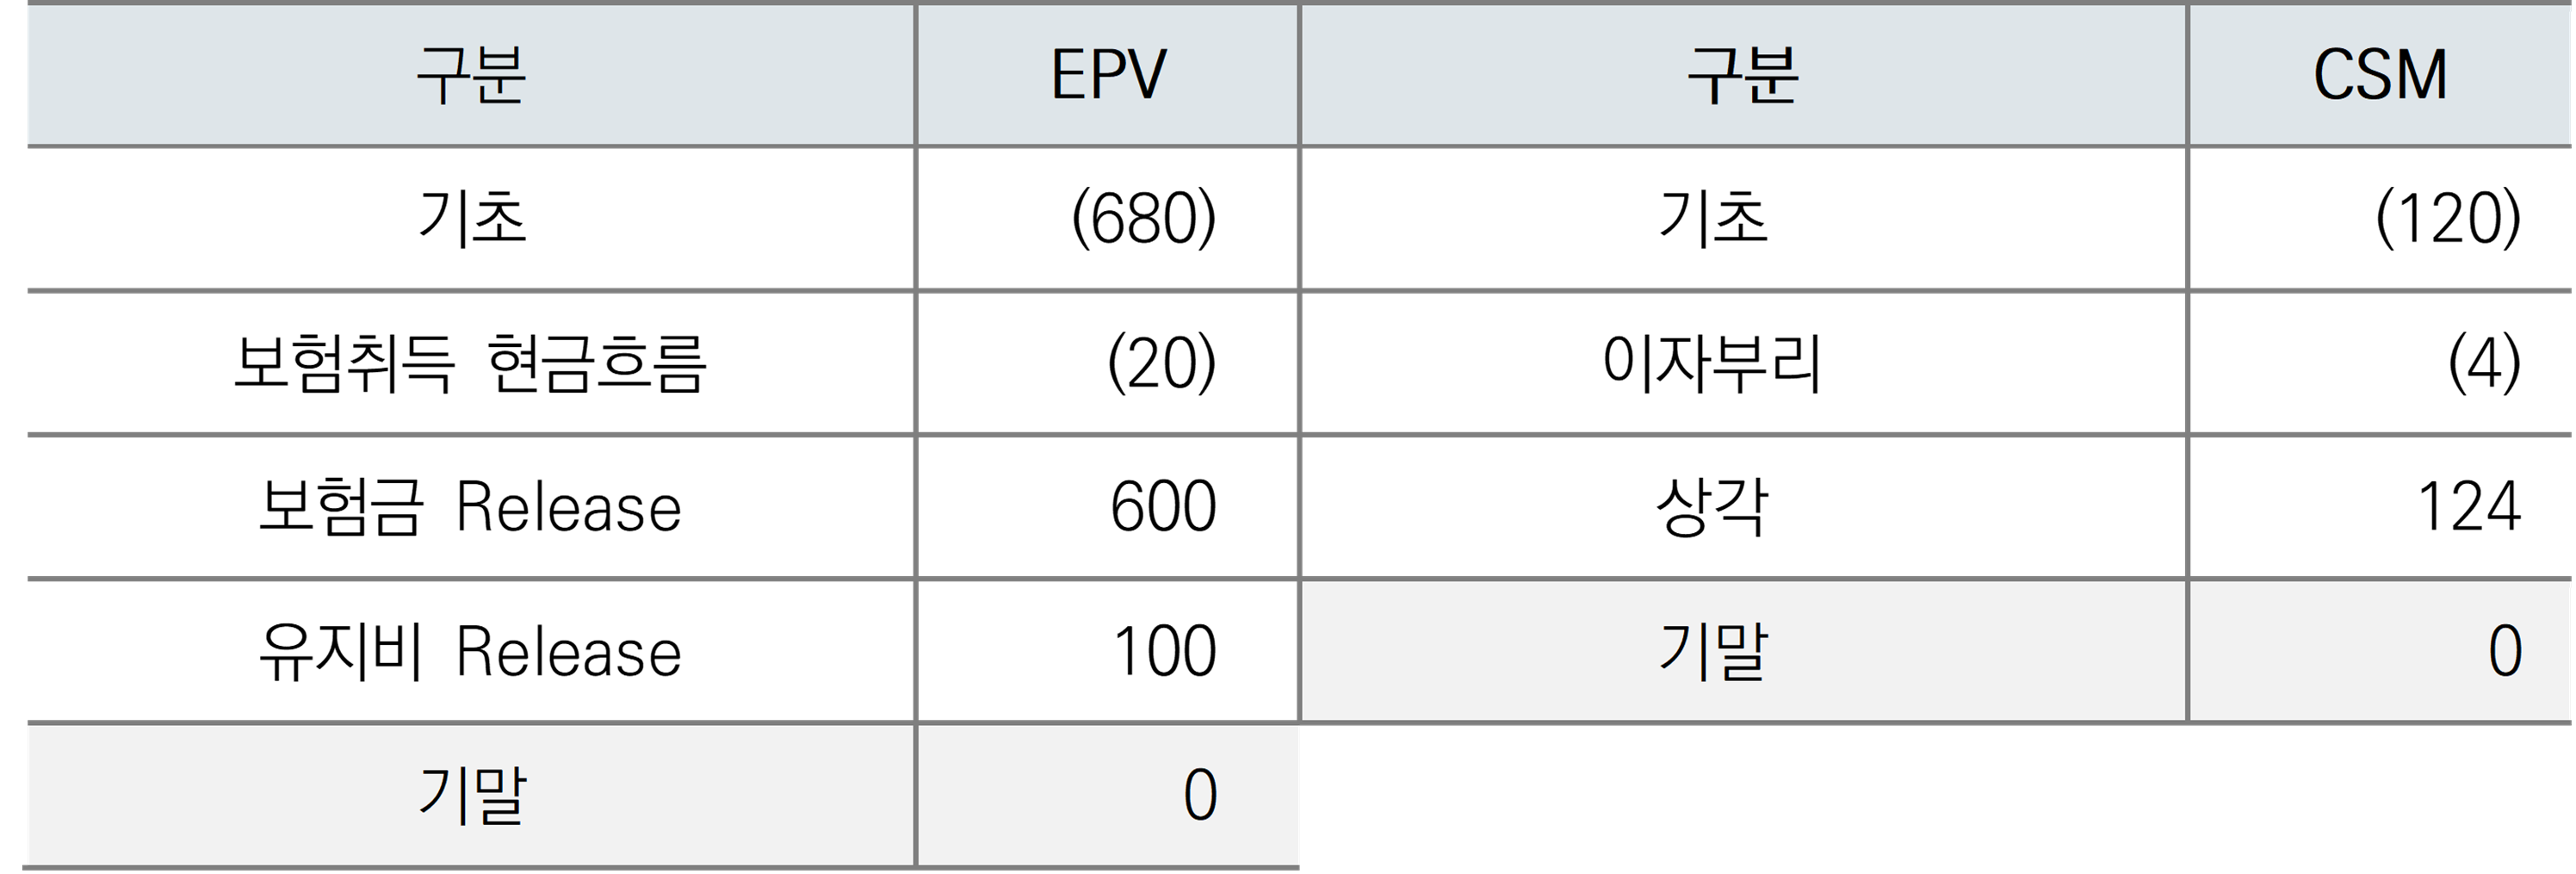 구분 EPV 구분 CSM
기초 (680) 기초 (120)
보험취득 현금흐름 (20) 이자부리 (4)
보험금 Release 600 상각 124
유지비 Release 100 기말 0
기말 0